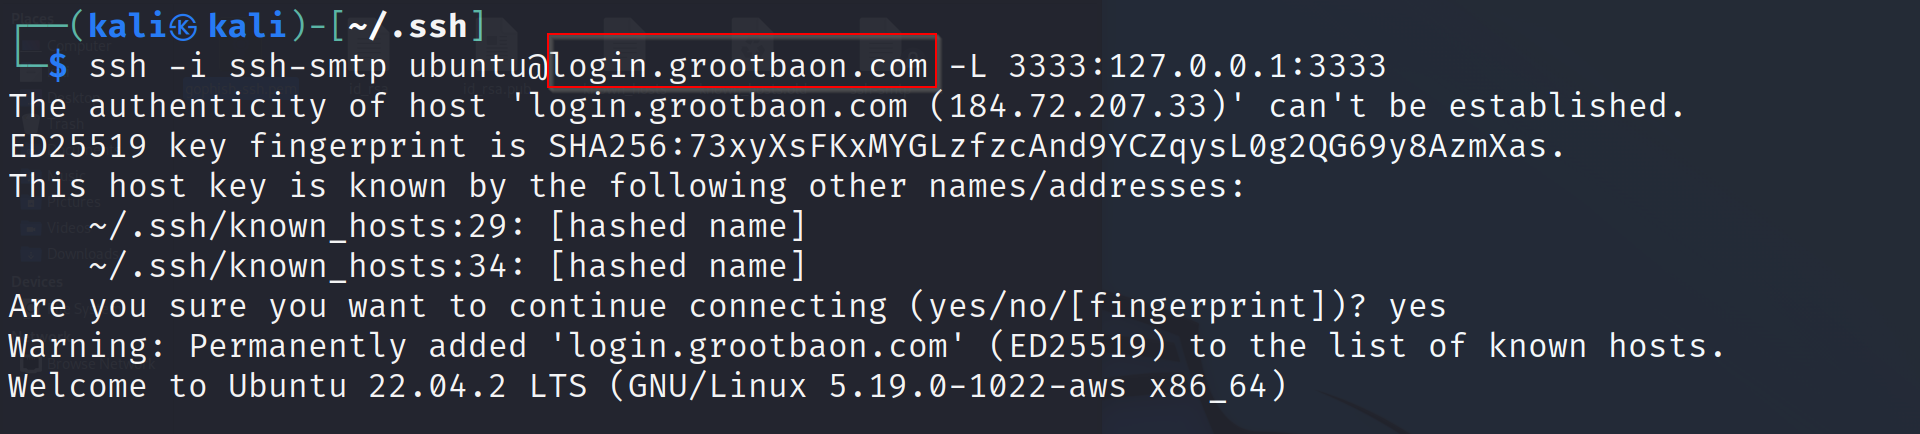 (kali㉿kali)-[~/.ssh]
$ ssh -i ssh-smtp ubuntu@login.grootbaon.com -L 3333:127.0.0.1:3333
The authenticity of host 'login.grootbaon.com (184.72.207.33)' can't be established.
ED25519 key fingerprint is SHA256:73xyXsFKxMYGLzfzcAnd9YCZqysL0g2QG69y8AzmXas.
This host key is known by the following other names/addresses:
~/.ssh/known_hosts:29: [hashed name]
~/.ssh/known_hosts:34: [hashed name]
Are you sure you want to continue connecting (yes/no/[fingerprint])? yes
Warning: Permanently added 'login.grootbaon.com' (ED25519) to the list of known hosts.
Welcome to Ubuntu 22.04.2 LTS (GNU/Linux 5.19.0-1022-aws x86_64)